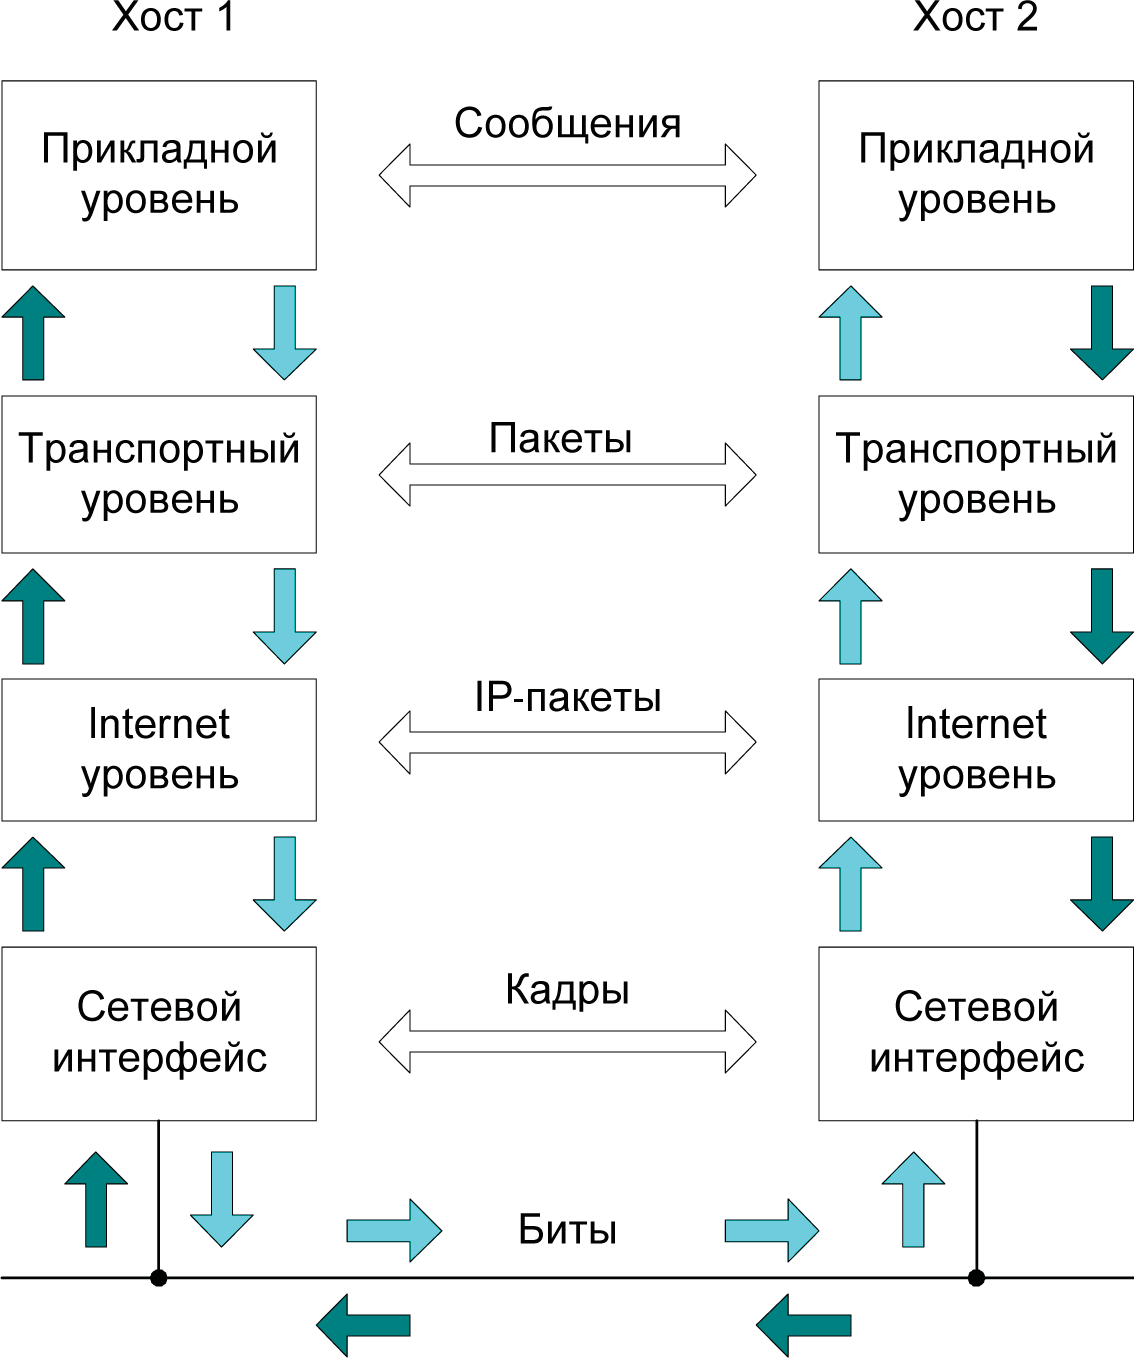 Хост 1
Хост 2
Прикладной
уровень
Сообщения
Прикладной
уровень
Транспортный
уровень
Пакеты
Транспортный
уровень
Internet
уровень
IP-пакеты
Internet
уровень
Сетевой
интерфейс
Кадры
Сетевой
интерфейс
Биты